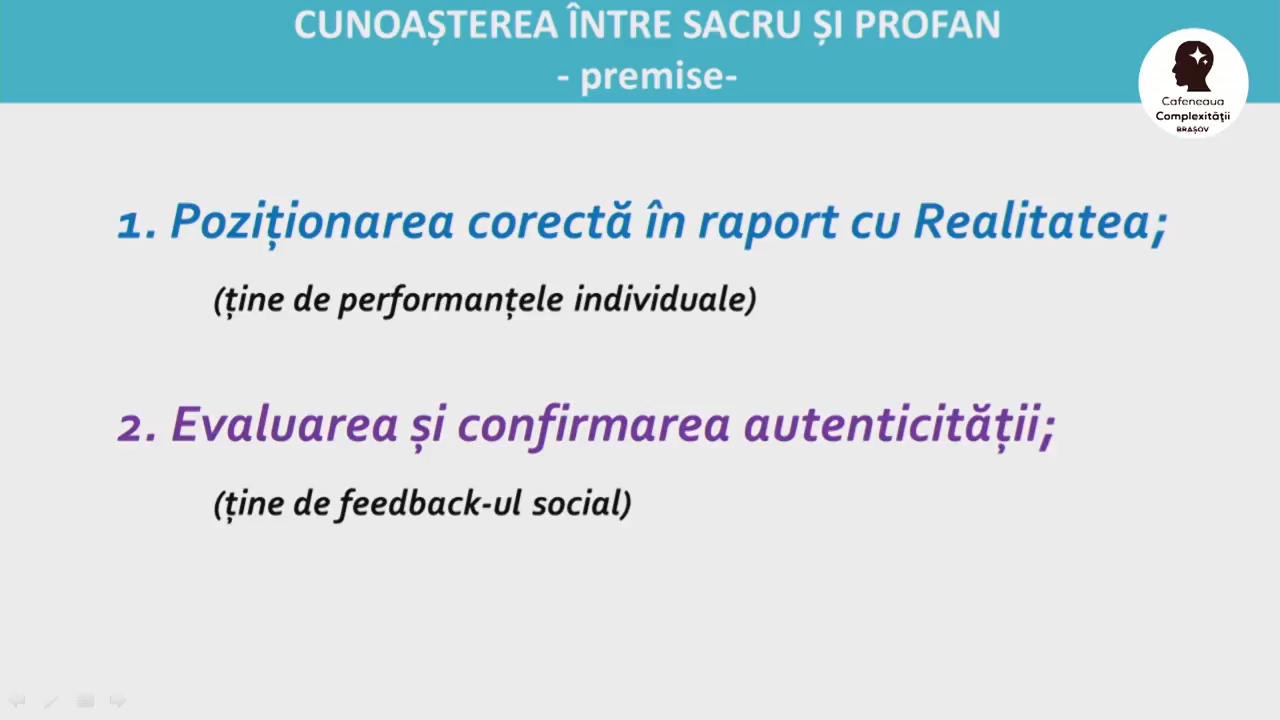 CUNOAȘTEREA ÎNTRE SACRU ȘI PROFAN
- premise-
Cafeneaua
Complexității
BRAȘOV
1. Poziționarea corectă în raport cu Realitatea;
(ține de performanțele individuale)
2. Evaluarea și confirmarea autenticității;
(ține de feedback-ul social)